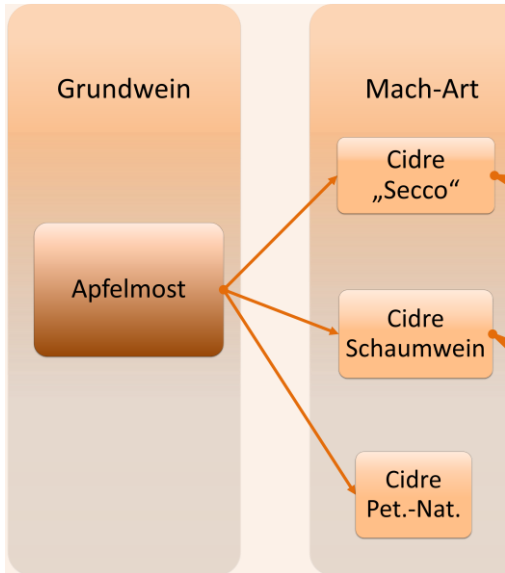 Grundwein
Apfelmost
Mach-Art
Cidre
„Secco“
Cidre
Schaumwein
Cidre
Pet.-Nat.